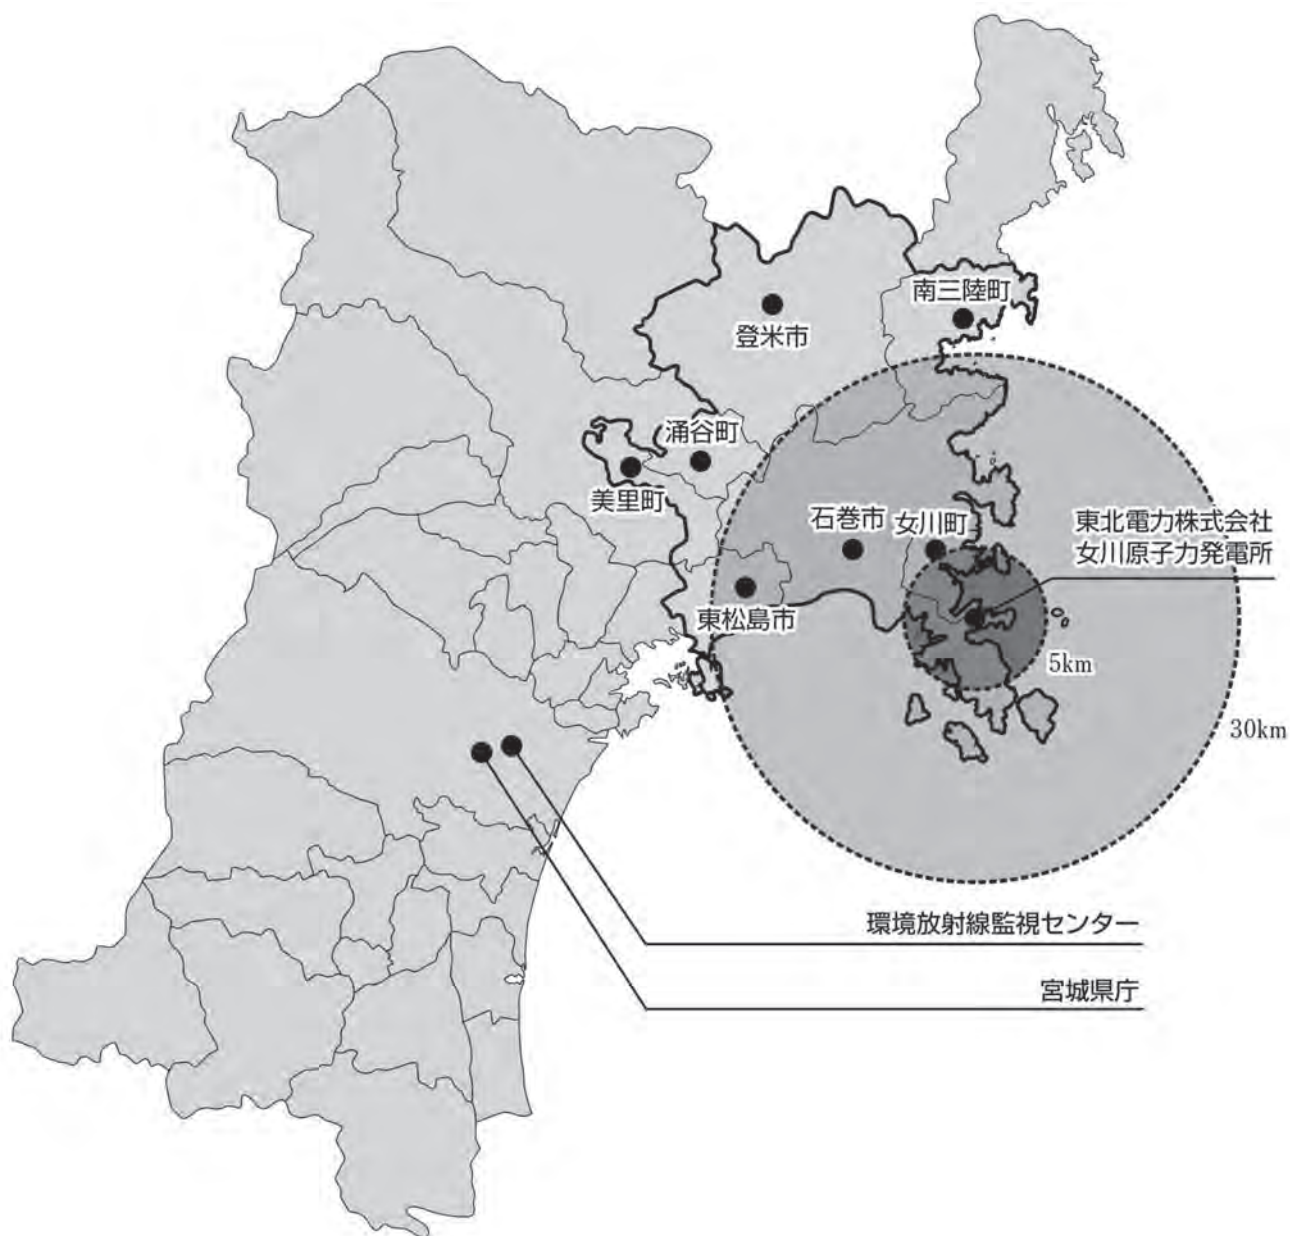 南三陸町
登米市
涌谷町
美里町
石巻市
女川町
東北電力株式会社
女川原子力発電所
東松島市
5km
30km
環境放射線監視センター
宮城県庁